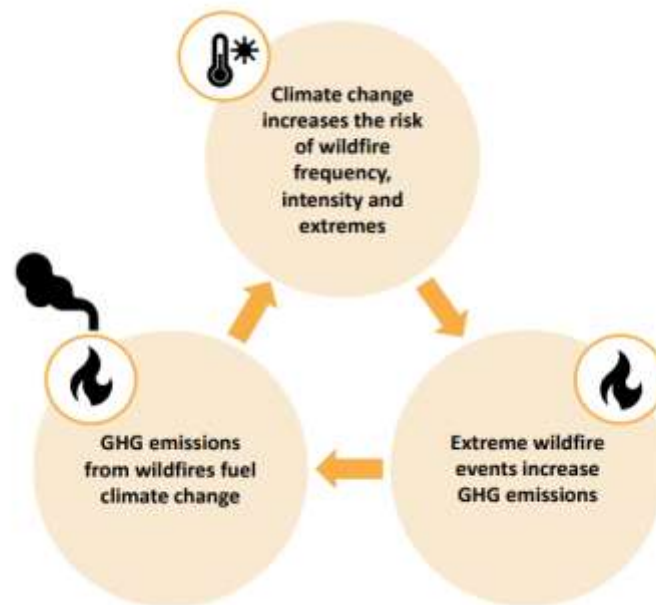 Climate change
increases the risk
of wildfire
frequency,
intensity and
extremes
Extreme wildfire
events increase
GHG emissions
GHG emissions
from wildfires fuel
climate change